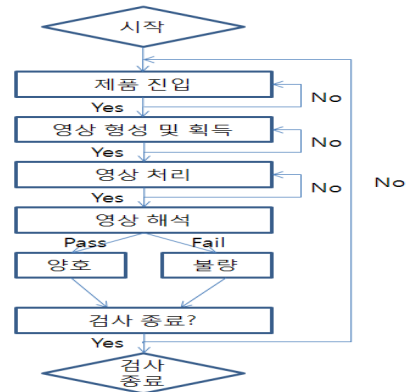 시작
제품 진입
Yes
No
영상 형성 및 획득
Yes
No
영상 처리
Yes
No
No
영상 해석
Pass
Fail
양호
불량
검사 종료?
Yes
검사
종료